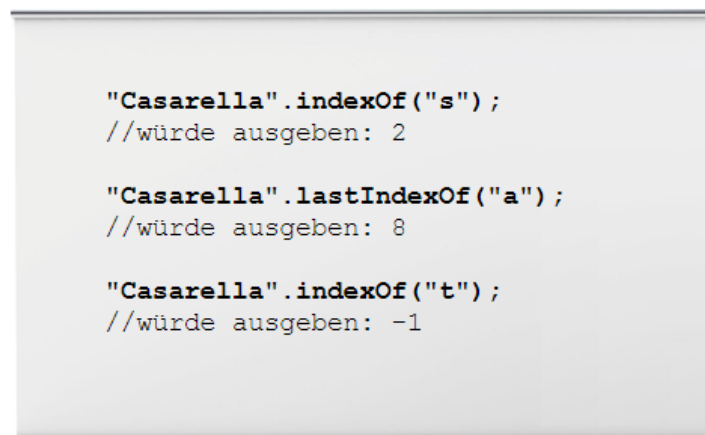 "Casarella".indexOf("s");
//würde ausgeben: 2
"Casarella".lastIndexOf("a");
//würde ausgeben: 8
"Casarella".indexOf("t");
//würde ausgeben: -1